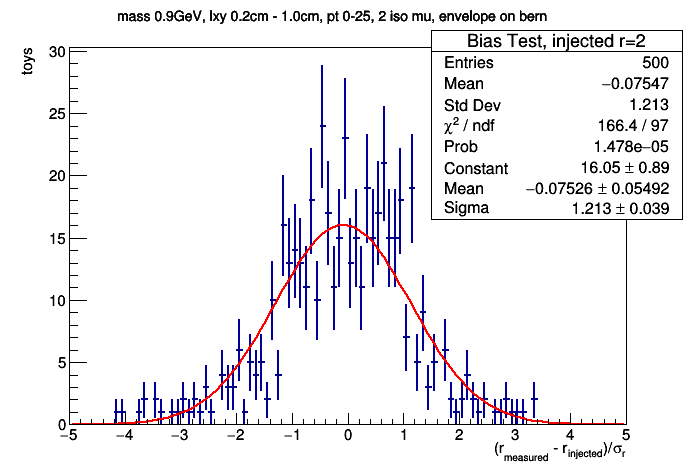 mass 0.9GeV, lxy 0.2cm - 1.0cm, pt 0-25, 2 iso mu, envelope on bern
Bias Test, injected r=2
Entries 500
Mean −0.07547
Std Dev 1.213
χ² / ndf 166.4 / 97
Prob 1.478e−05
Constant 16.05 ± 0.89
Mean −0.07526 ± 0.05492
Sigma 1.213 ± 0.039
toys
30
25
20
15
10
5
0
−5 −4 −3 −2 −1 0 1 2 3 4 5
(r_measured - r_injected)/σ_r